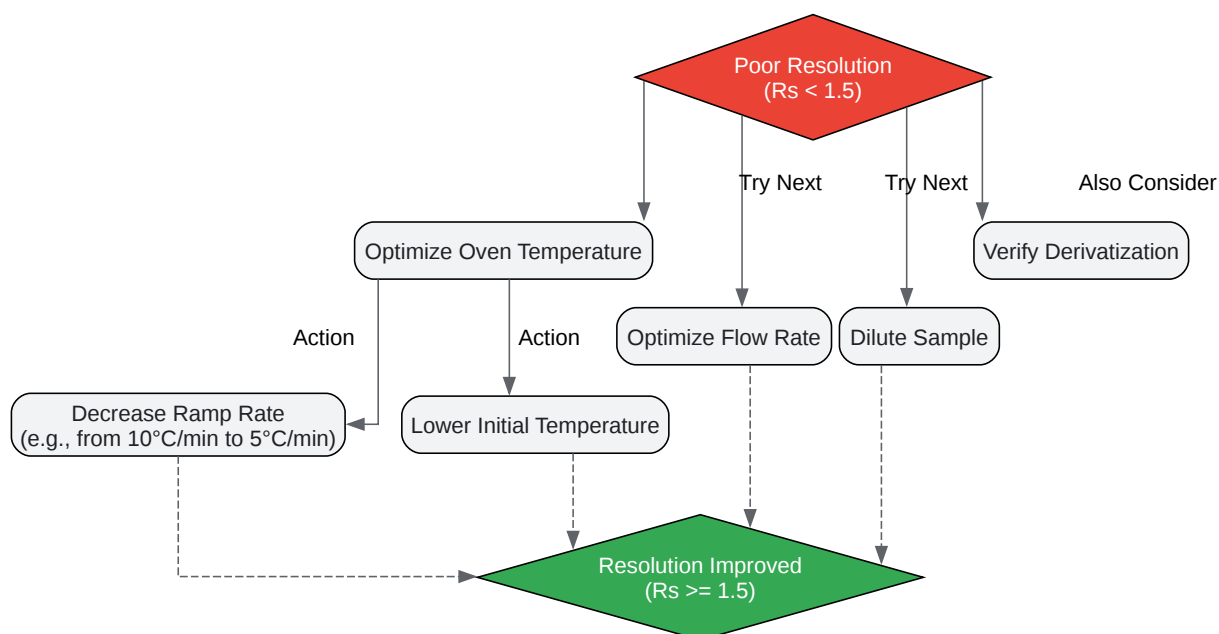 Poor Resolution
(Rs < 1.5)
Try Next
Try Next
Also Consider
Optimize Oven Temperature
Verify Derivatization
Action
Action
Optimize Flow Rate
Dilute Sample
Decrease Ramp Rate
(e.g., from 10°C/min to 5°C/min)
Lower Initial Temperature
Resolution Improved
(Rs >= 1.5)